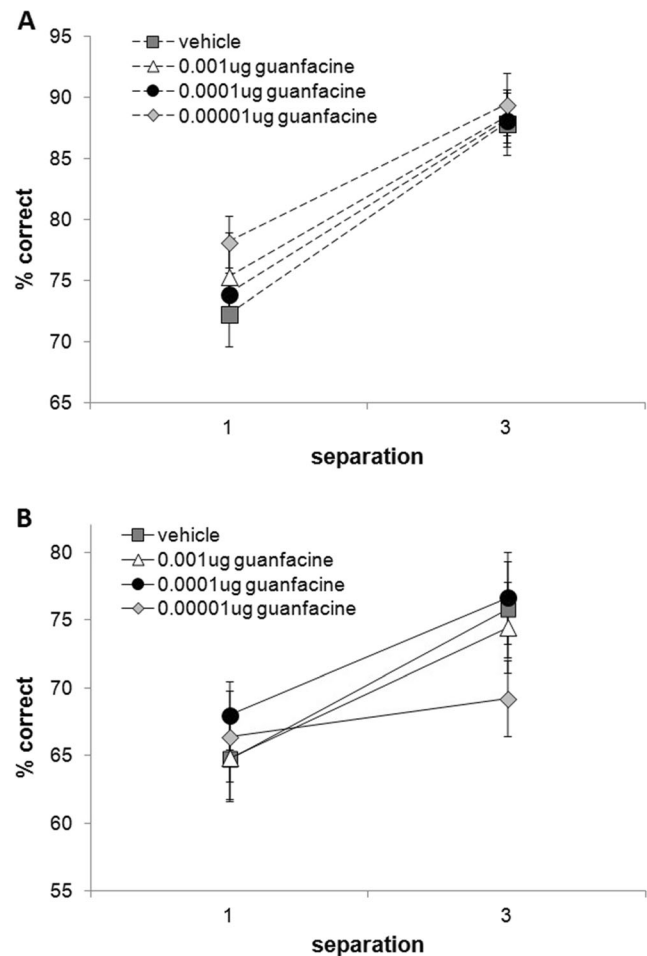 A
95
90
85
80
75
70
65
% correct
vehicle
0.001ug guanfacine
0.0001ug guanfacine
0.00001ug guanfacine
1
3
separation
B
80
75
70
65
60
55
% correct
vehicle
0.001ug guanfacine
0.0001ug guanfacine
0.00001ug guanfacine
1
3
separation